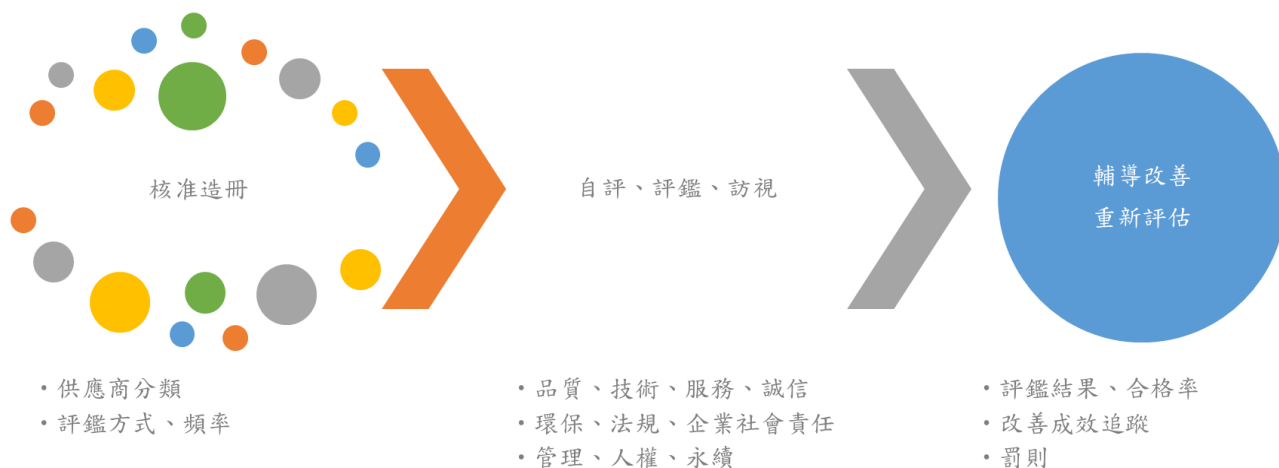 核准造冊
自評、評鑑、訪視
輔導改善
重新評估
・供應商分類
・評鑑方式、頻率
・品質、技術、服務、誠信
・環保、法規、企業社會責任
・管理、人權、永續
・評鑑結果、合格率
・改善成效追蹤
・罰則